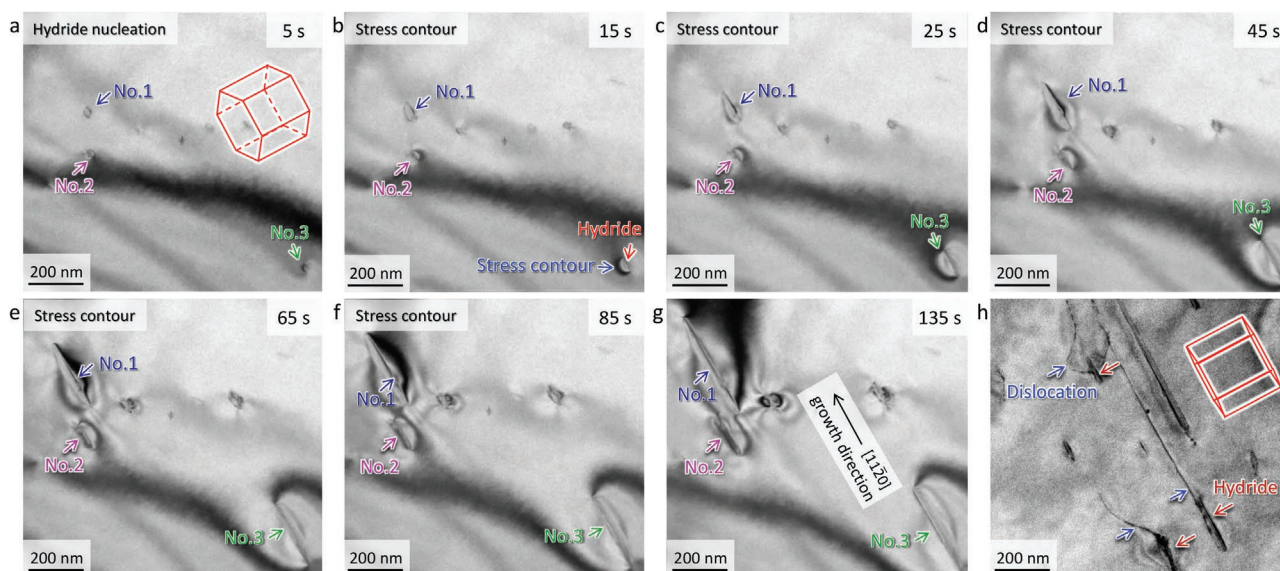 a Hydride nucleation 5 s
No.1
No.2
No.3
200 nm
b Stress contour 15 s
No.1
No.2
Hydride
Stress contour
200 nm
c Stress contour 25 s
No.1
No.2
No.3
200 nm
d Stress contour 45 s
No.1
No.2
No.3
200 nm
e Stress contour 65 s
No.1
No.2
No.3
200 nm
f Stress contour 85 s
No.1
No.2
No.3
200 nm
g 135 s
No.1
No.2
[112̄0]
growth direction
No.3
200 nm
h
Dislocation
Hydride
200 nm